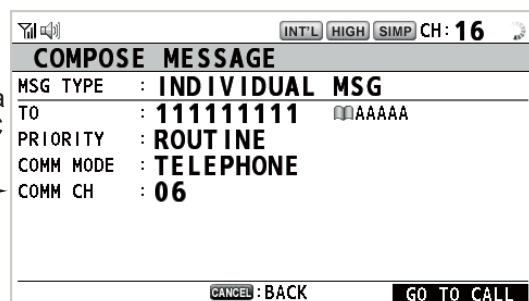 INT'L HIGH SIMP CH: 16
COMPOSE MESSAGE
MSG TYPE : INDIVIDUAL MSG
TO : 111111111 AAAAA
PRIORITY : ROUTINE
COMM MODE : TELEPHONE
COMM CH : 06
CANCEL : BACK GO TO CALL